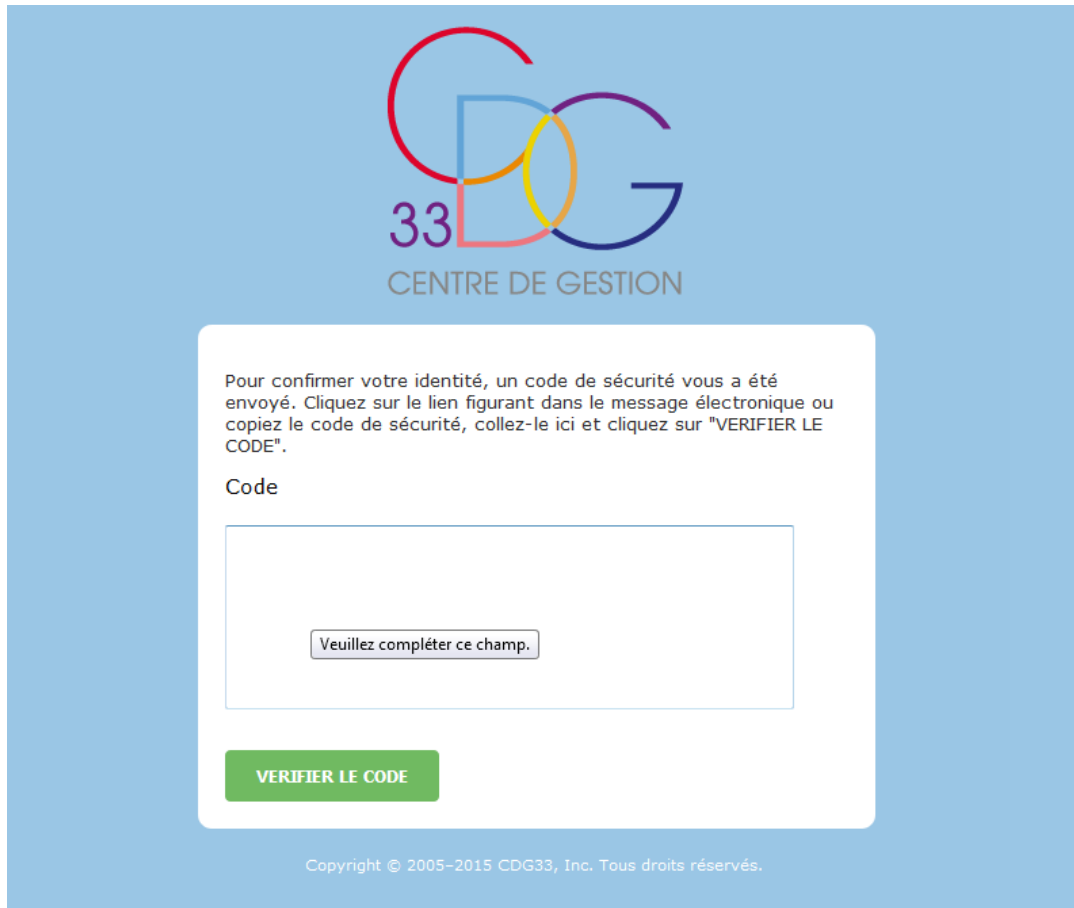 CDG
33
CENTRE DE GESTION
Pour confirmer votre identité, un code de sécurité vous a été
envoyé. Cliquez sur le lien figurant dans le message électronique ou
copiez le code de sécurité, collez-le ici et cliquez sur "VERIFIER LE
CODE".
Code
Veuillez compléter ce champ.
VERIFIER LE CODE
Copyright © 2005–2015 CDG33, Inc. Tous droits réservés.